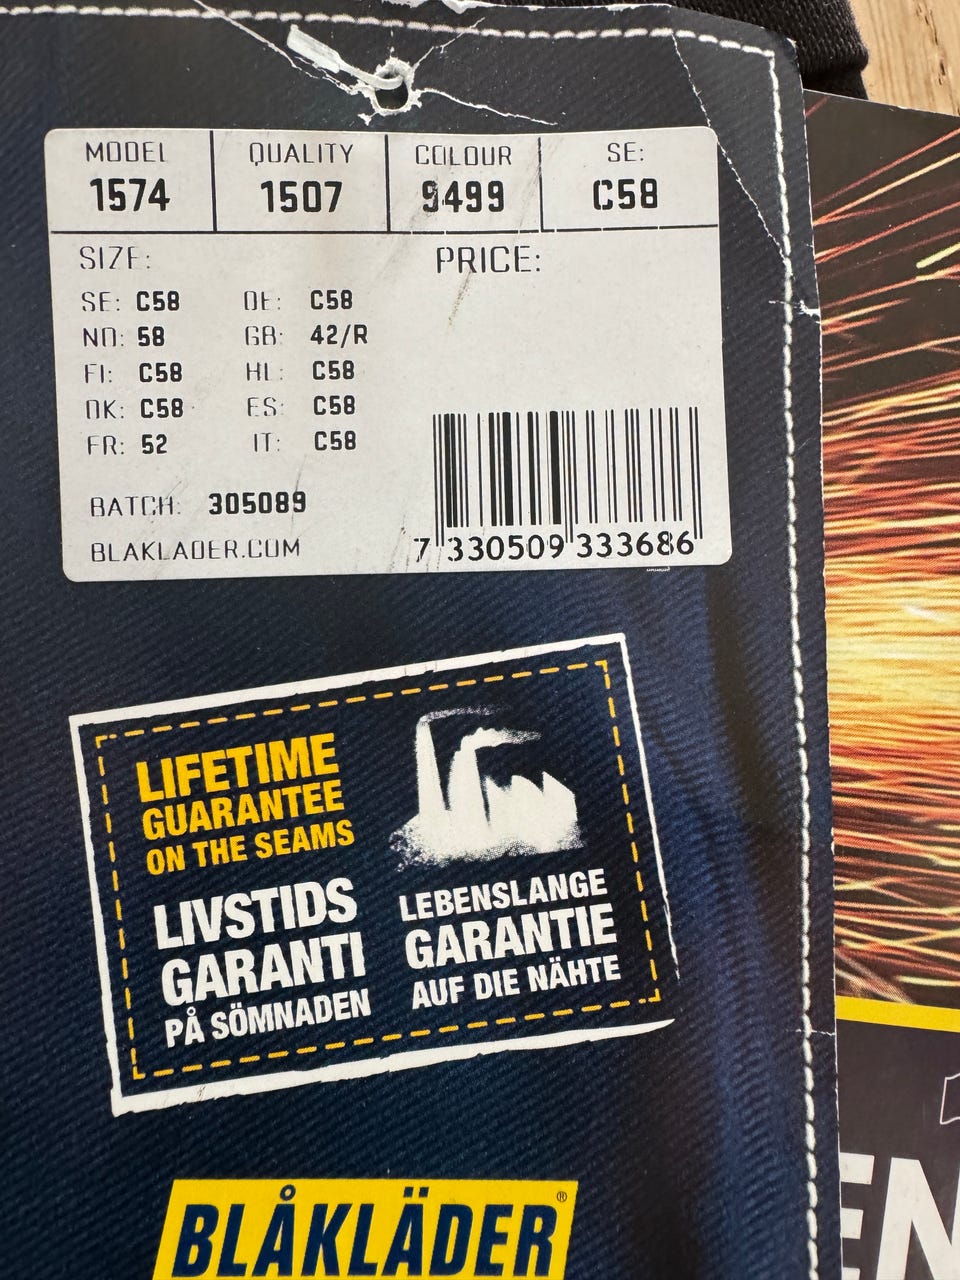 MODEL QUALITY COLOUR SE:
1574 1507 9499 C58
SIZE: PRICE:
SE: C58 DE: C58
NO: 58 GB: 42/R
FI: C58 HL: C58
DK: C58 ES: C58
FR: 52 IT: C58
BATCH: 305089
BLAKLADER.COM
7 330509 333686
LIFETIME
GUARANTEE
ON THE SEAMS
LIVSTIDS
GARANTI
PÅ SÖMNADEN
LEBENSLANGE
GARANTIE
AUF DIE NÄHTE
BLÅKLÄDER®
EN